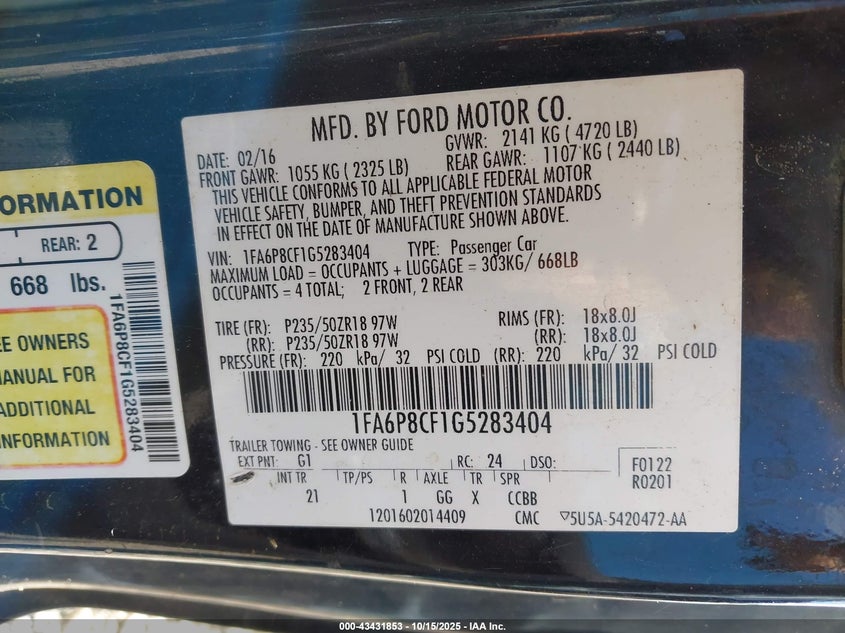 ORMATION
REAR: 2
668 lbs.
EE OWNERS
MANUAL FOR
ADDITIONAL
INFORMATION
1FA6P8CF1G5283404
MFD. BY FORD MOTOR CO.
DATE: 02/16
GVWR: 2141 KG ( 4720 LB)
FRONT GAWR: 1055 KG ( 2325 LB)
REAR GAWR: 1107 KG ( 2440 LB)
THIS VEHICLE CONFORMS TO ALL APPLICABLE FEDERAL MOTOR
VEHICLE SAFETY, BUMPER, AND THEFT PREVENTION STANDARDS
IN EFFECT ON THE DATE OF MANUFACTURE SHOWN ABOVE.
VIN: 1FA6P8CF1G5283404 TYPE: Passenger Car
MAXIMUM LOAD = OCCUPANTS + LUGGAGE = 303KG/ 668LB
OCCUPANTS = 4 TOTAL; 2 FRONT, 2 REAR
TIRE (FR): P235/50ZR18 97W RIMS (FR): 18x8.0J
(RR): P235/50ZR18 97W (RR): 18x8.0J
PRESSURE (FR): 220 kPa/ 32 PSI COLD (RR): 220 kPa/ 32 PSI COLD
1FA6P8CF1G5283404
TRAILER TOWING - SEE OWNER GUIDE
EXT PNT: G1 RC: 24 DSO: F0122
R0201
INT TR TP/PS R AXLE TR SPR
21 1 GG X CCBB
1201602014409 CMC ▽5U5A-5420472-AA
000-43431853 - 10/15/2025 - IAA Inc.